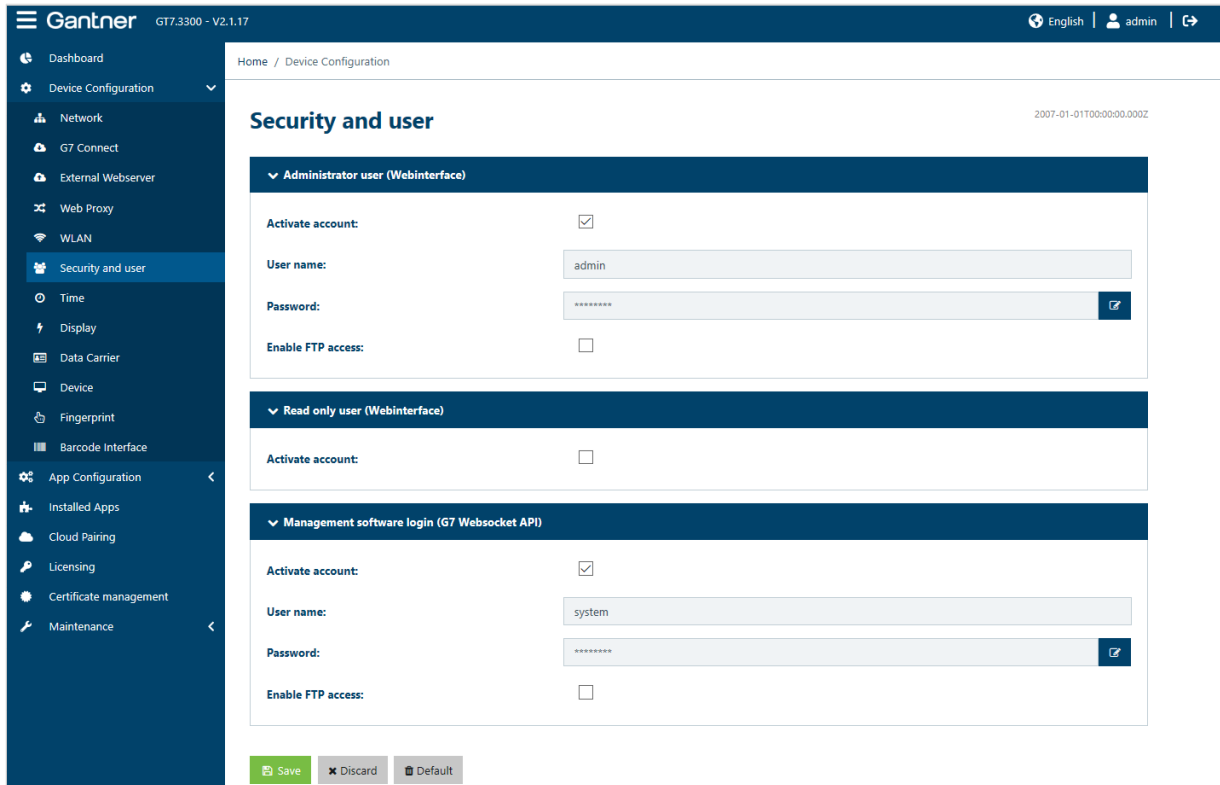 Gantner GT7.3300 - V2.1.17
English | admin |
Dashboard
Device Configuration
Network
G7 Connect
External Webserver
Web Proxy
WLAN
Security and user
Time
Display
Data Carrier
Device
Fingerprint
Barcode Interface
App Configuration
Installed Apps
Cloud Pairing
Licensing
Certificate management
Maintenance
Home / Device Configuration
Security and user
2007-01-01T00:00:00.000Z
Administrator user (Webinterface)
Activate account:
User name: admin
Password: ********
Enable FTP access:
Read only user (Webinterface)
Activate account:
Management software login (G7 Websocket API)
Activate account:
User name: system
Password: ********
Enable FTP access:
Save Discard Default